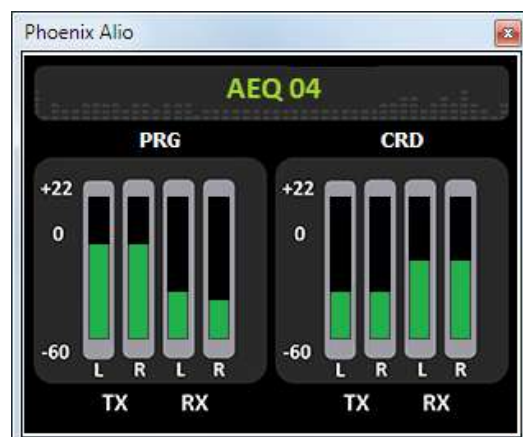 Phoenix Alio
AEQ 04
PRG CRD
+22 +22
0 0
-60 -60
L R L R L R L R
TX RX TX RX